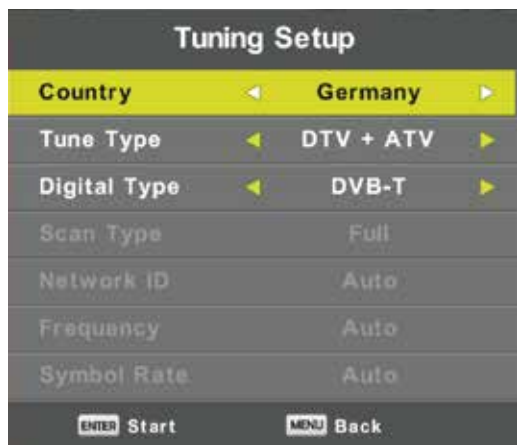 Tuning Setup
Country Germany
Tune Type DTV + ATV
Digital Type DVB-T
Scan Type Full
Network ID Auto
Frequency Auto
Symbol Rate Auto
ENTER Start MENU Back